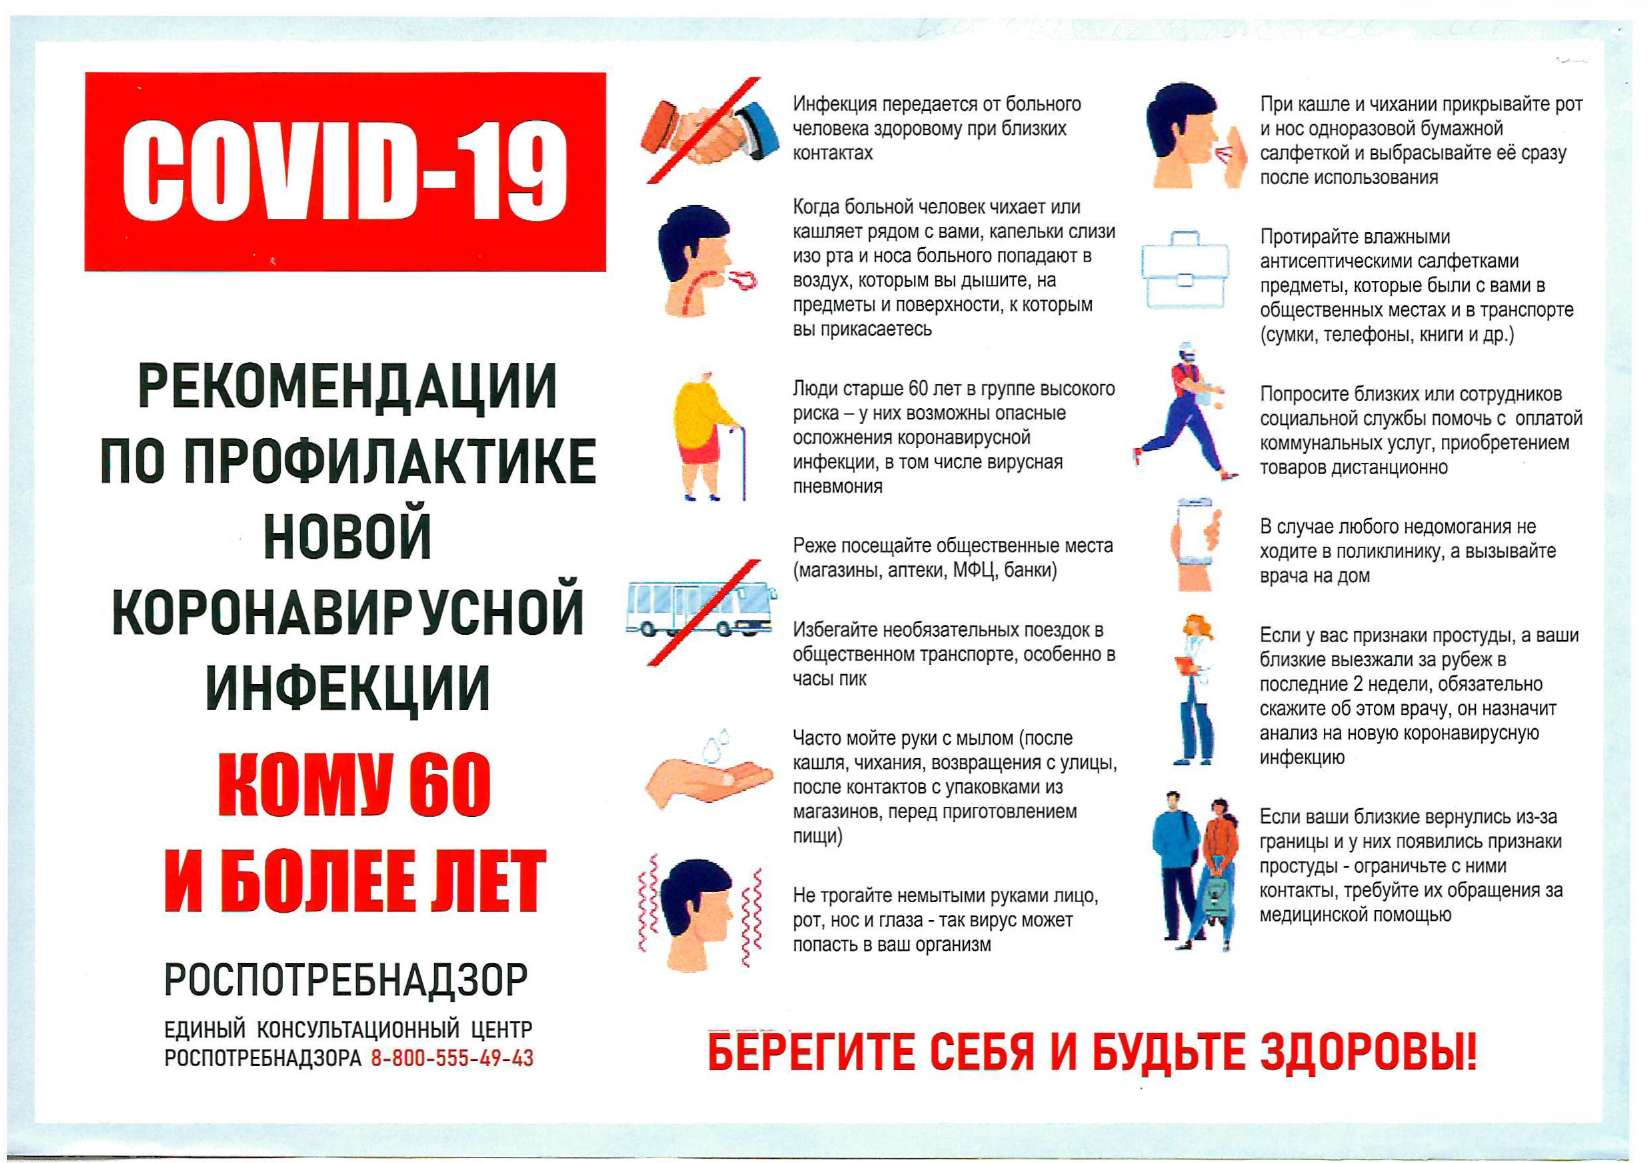 COVID-19
РЕКОМЕНДАЦИИ
ПО ПРОФИЛАКТИКЕ
НОВОЙ
КОРОНАВИРУСНОЙ
ИНФЕКЦИИ
КОМУ 60
И БОЛЕЕ ЛЕТ
РОСПОТРЕБНАДЗОР
ЕДИНЫЙ КОНСУЛЬТАЦИОННЫЙ ЦЕНТР
РОСПОТРЕБНАДЗОРА 8-800-555-49-43
Инфекция передается от больного
человека здоровому при близких
контактах
Когда больной человек чихает или
кашляет рядом с вами, капельки слизи
изо рта и носа больного попадают в
воздух, которым вы дышите, на
предметы и поверхности, к которым
вы прикасаетесь
Люди старше 60 лет в группе высокого
риска – у них возможны опасные
осложнения коронавирусной
инфекции, в том числе вирусная
пневмония
Реже посещайте общественные места
(магазины, аптеки, МФЦ, банки)
Избегайте необязательных поездок в
общественном транспорте, особенно в
часы пик
Часто мойте руки с мылом (после
кашля, чихания, возвращения с улицы,
после контактов с упаковками из
магазинов, перед приготовлением
пищи)
Не трогайте немытыми руками лицо,
рот, нос и глаза - так вирус может
попасть в ваш организм
При кашле и чихании прикрывайте рот
и нос одноразовой бумажной
салфеткой и выбрасывайте её сразу
после использования
Протирайте влажными
антисептическими салфетками
предметы, которые были с вами в
общественных местах и в транспорте
(сумки, телефоны, книги и др.)
Попросите близких или сотрудников
социальной службы помочь с оплатой
коммунальных услуг, приобретением
товаров дистанционно
В случае любого недомогания не
ходите в поликлинику, а вызывайте
врача на дом
Если у вас признаки простуды, а ваши
близкие выезжали за рубеж в
последние 2 недели, обязательно
скажите об этом врачу, он назначит
анализ на новую коронавирусную
инфекцию
Если ваши близкие вернулись из-за
границы и у них появились признаки
простуды - ограничьте с ними
контакты, требуйте их обращения за
медицинской помощью
БЕРЕГИТЕ СЕБЯ И БУДЬТЕ ЗДОРОВЫ!